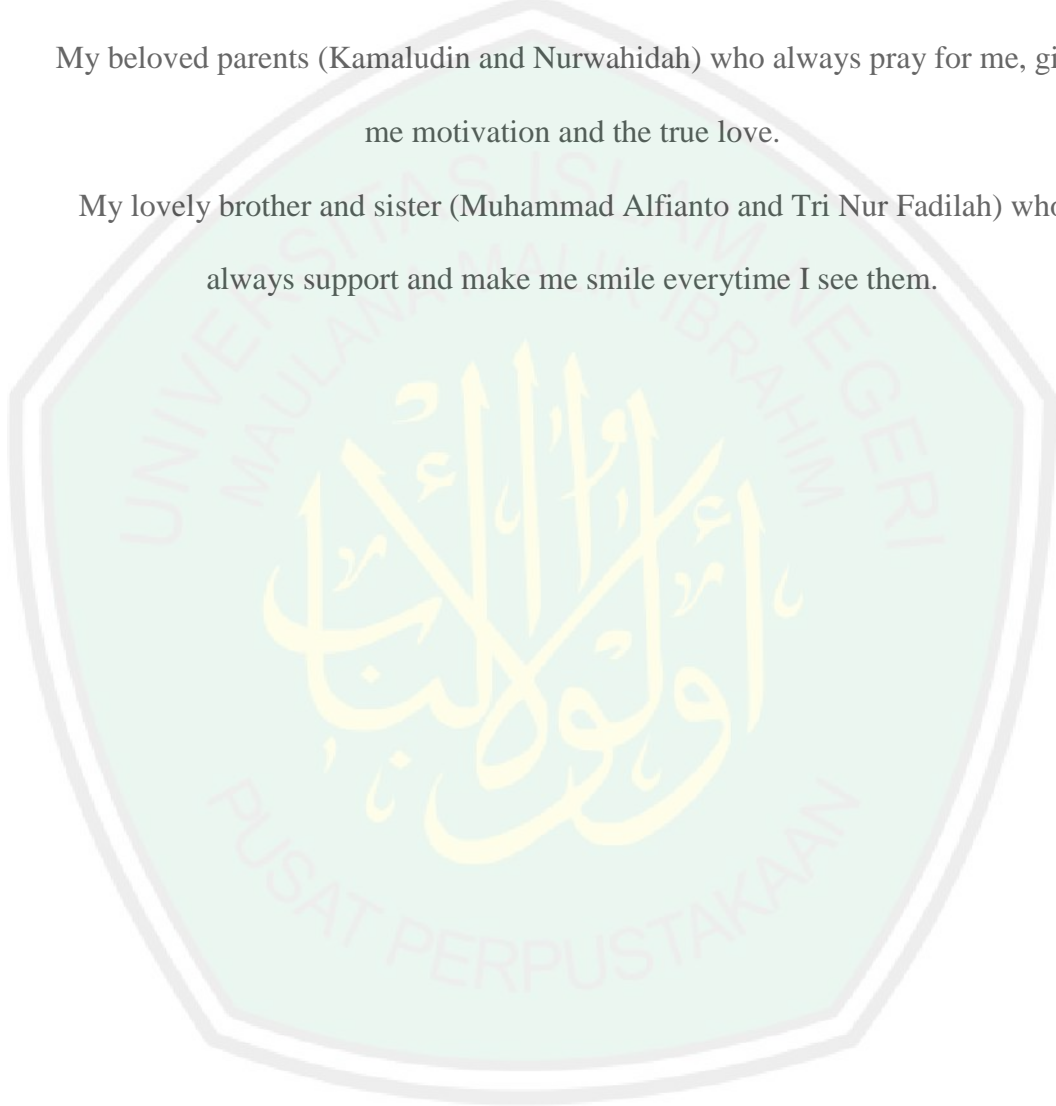 My beloved parents (Kamaludin and Nurwahidah) who always pray for me, gi
me motivation and the true love.
My lovely brother and sister (Muhammad Alfianto and Tri Nur Fadilah) who
always support and make me smile everytime I see them.
UNIVERSITAS ISLAM NEGERI
MAULANA MALIK IBRAHIM
أولوا الألباب
PUSAT PERPUSTAKAAN